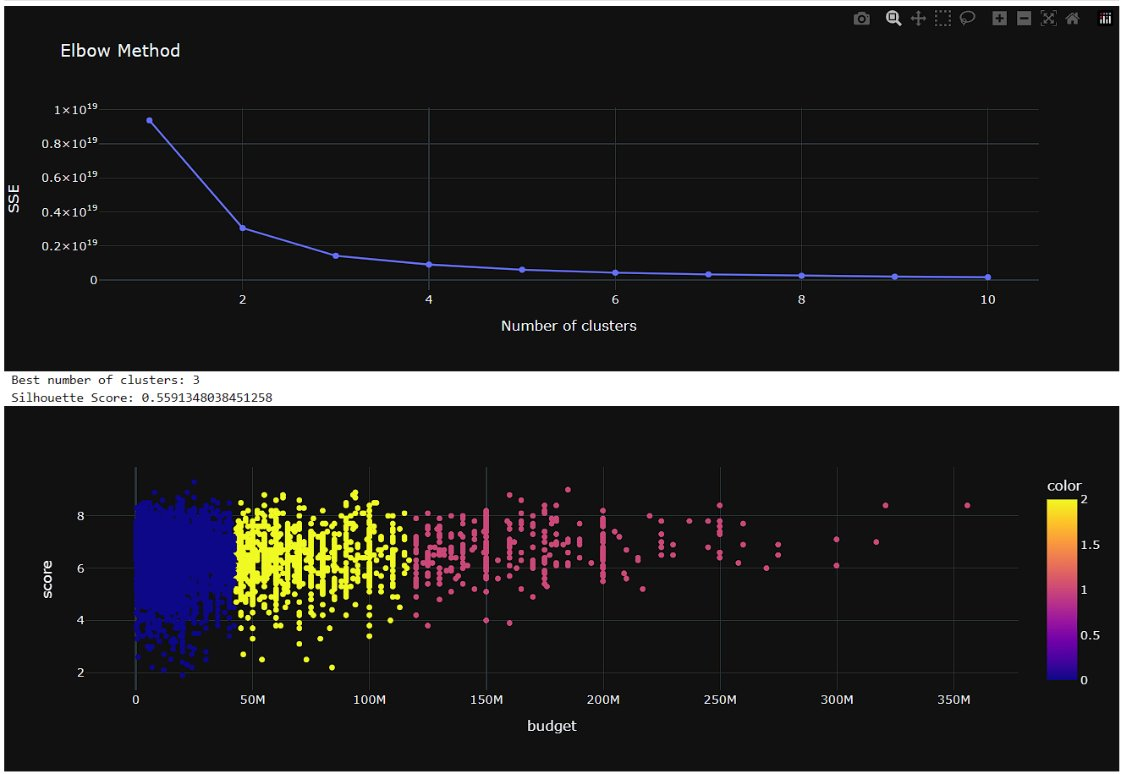 Elbow Method
1×10¹⁹
0.8×10¹⁹
0.6×10¹⁹
0.4×10¹⁹
0.2×10¹⁹
0
SSE
2 4 6 8 10
Number of clusters
Best number of clusters: 3
Silhouette Score: 0.5591348038451258
color
2
1.5
1
0.5
0
8
6
4
2
score
0 50M 100M 150M 200M 250M 300M 350M
budget